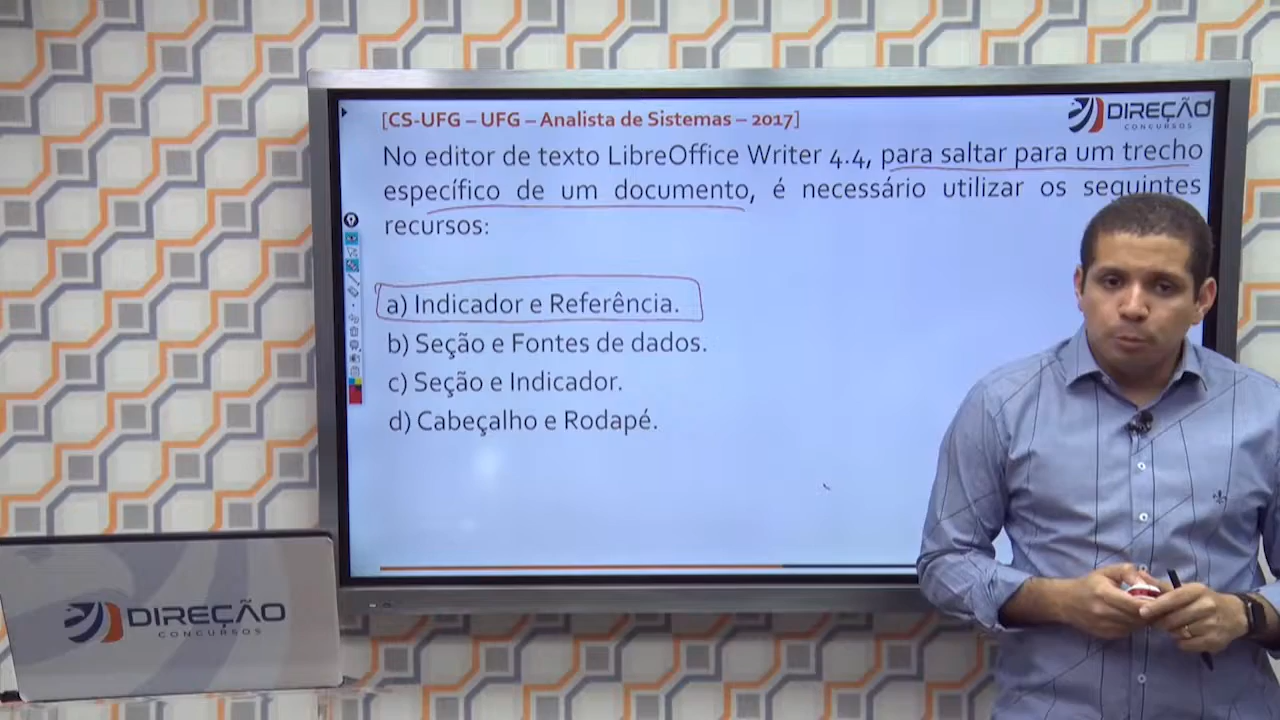 [CS-UFG – UFG – Analista de Sistemas – 2017]
DIREÇÃO
CONCURSOS
No editor de texto LibreOffice Writer 4.4, para saltar para um trecho
específico de um documento, é necessário utilizar os seguintes
recursos:
a) Indicador e Referência.
b) Seção e Fontes de dados.
c) Seção e Indicador.
d) Cabeçalho e Rodapé.
DIREÇÃO
CONCURSOS